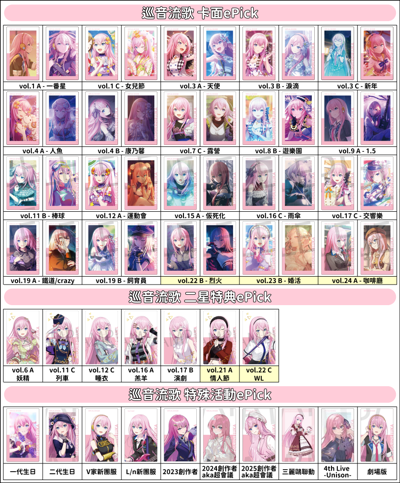 巡音流歌 卡面ePick
vol.1 A - 一番星
vol.1 C - 女兒節
vol.3 A - 天使
vol.3 B - 淚滴
vol.3 C - 新年
vol.4 A - 人魚
vol.4 B - 康乃馨
vol.7 C - 露營
vol.8 B - 遊樂園
vol.9 A - 1.5
vol.11 B - 棒球
vol.12 A - 運動會
vol.15 A - 仮死化
vol.16 C - 雨傘
vol.17 C - 交響樂
vol.19 A - 鐵道/crazy
vol.19 B - 飼育員
vol.22 B - 烈火
vol.23 B - 婚活
vol.24 A - 咖啡廳
巡音流歌 二星特典ePick
vol.6 A
妖精
vol.11 C
列車
vol.12 C
睡衣
vol.16 A
羔羊
vol.17 B
演劇
vol.21 A
情人節
vol.22 C
WL
巡音流歌 特殊活動ePick
一代生日
二代生日
V家新團服
L/n新團服
2023創作者
2024創作者
aka超會議
2025創作者
aka超會議
三麗鷗聯動
4th Live
-Unison-
劇場版